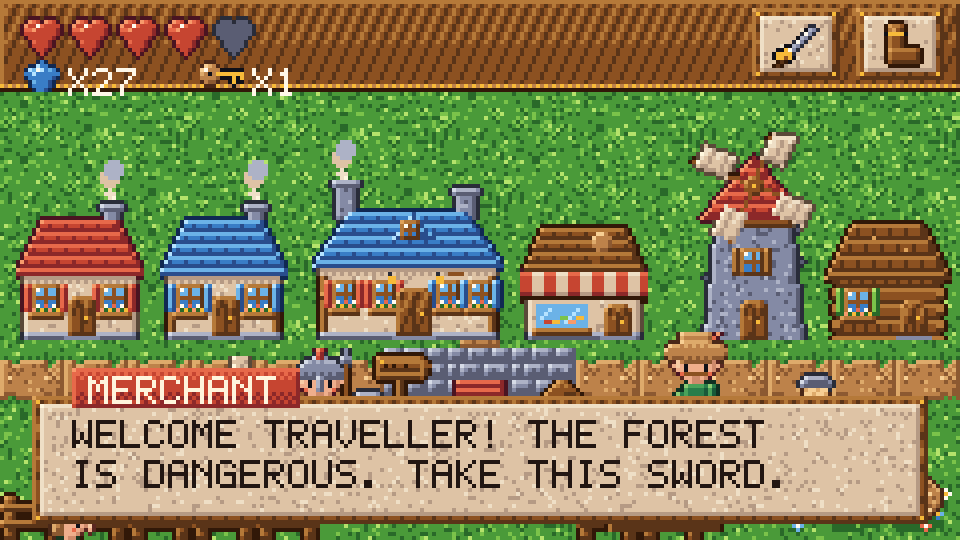 X27
X1
MERCHANT
WELCOME TRAVELLER! THE FOREST
IS DANGEROUS. TAKE THIS SWORD.